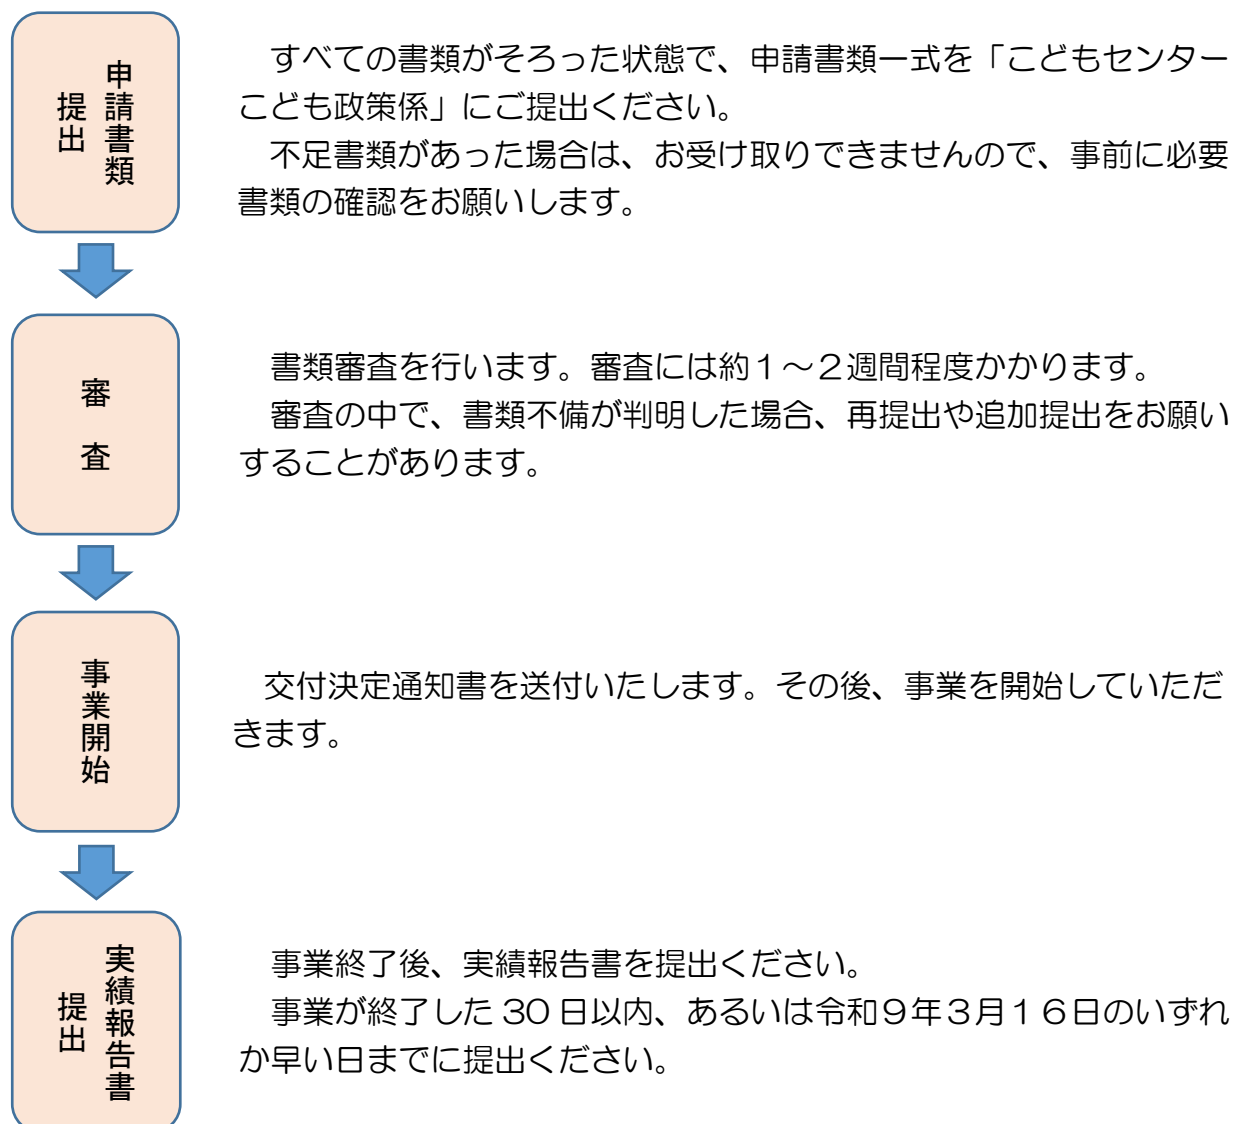 申請書類
提出
　すべての書類がそろった状態で、申請書類一式を「こどもセンター
こども政策係」にご提出ください。
　不足書類があった場合は、お受け取りできませんので、事前に必要
書類の確認をお願いします。
審　査
　書類審査を行います。審査には約１～２週間程度かかります。
　審査の中で、書類不備が判明した場合、再提出や追加提出をお願い
することがあります。
事業開始
　交付決定通知書を送付いたします。その後、事業を開始していただ
きます。
実績報告書
提出
　事業終了後、実績報告書を提出ください。
　事業が終了した 30 日以内、あるいは令和９年３月１６日のいずれ
か早い日までに提出ください。